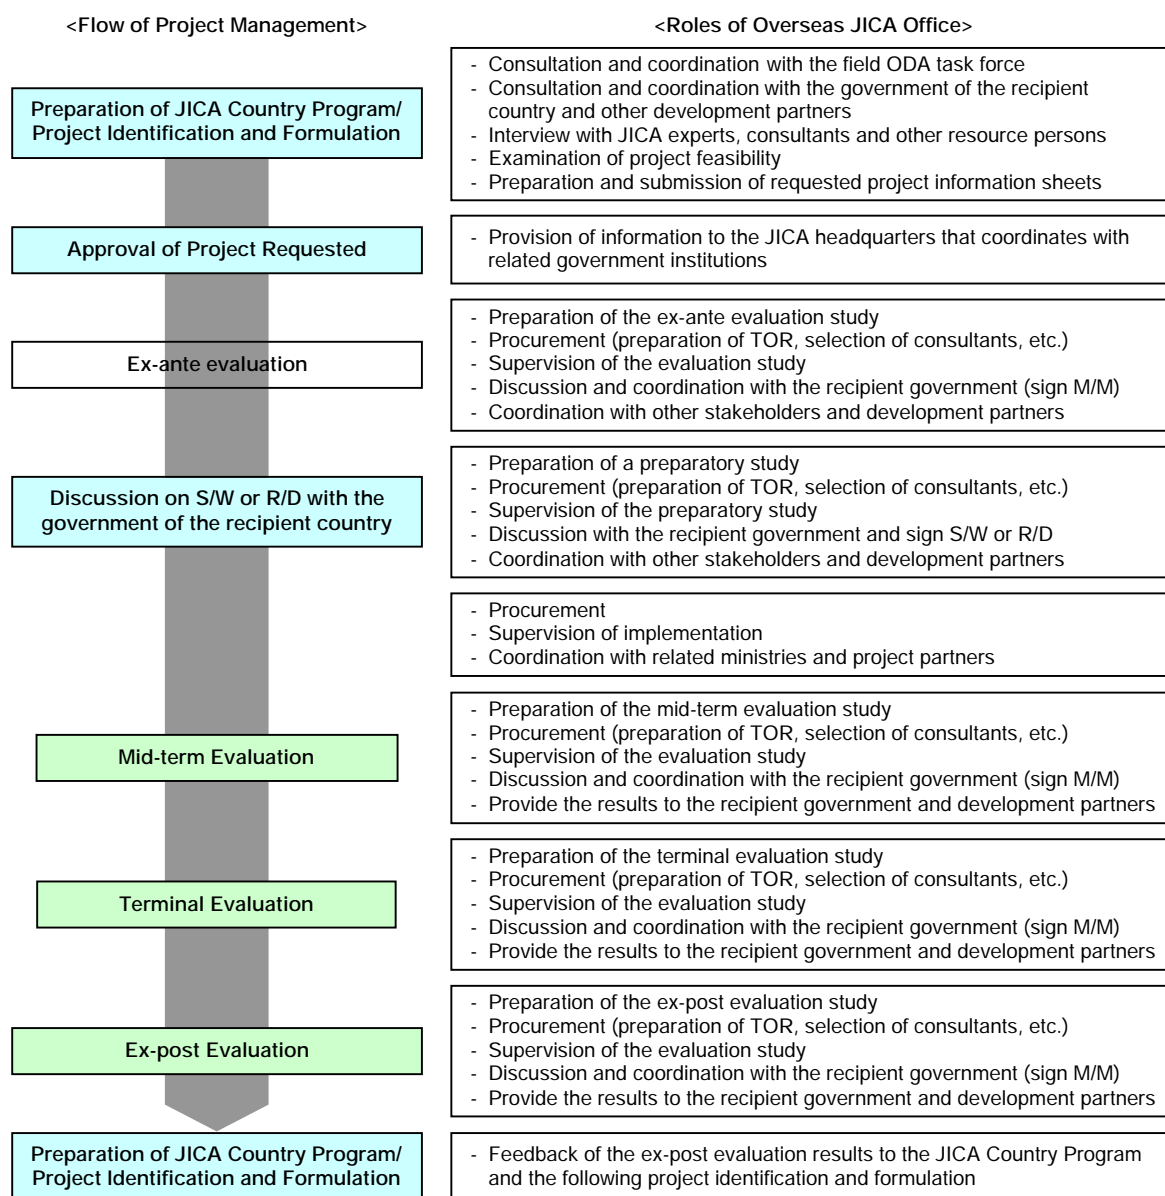 <Flow of Project Management>
<Roles of Overseas JICA Office>
Preparation of JICA Country Program/
Project Identification and Formulation
- Consultation and coordination with the field ODA task force
- Consultation and coordination with the government of the recipient
country and other development partners
- Interview with JICA experts, consultants and other resource persons
- Examination of project feasibility
- Preparation and submission of requested project information sheets
Approval of Project Requested
- Provision of information to the JICA headquarters that coordinates with
related government institutions
Ex-ante evaluation
- Preparation of the ex-ante evaluation study
- Procurement (preparation of TOR, selection of consultants, etc.)
- Supervision of the evaluation study
- Discussion and coordination with the recipient government (sign M/M)
- Coordination with other stakeholders and development partners
Discussion on S/W or R/D with the
government of the recipient country
- Preparation of a preparatory study
- Procurement (preparation of TOR, selection of consultants, etc.)
- Supervision of the preparatory study
- Discussion with the recipient government and sign S/W or R/D
- Coordination with other stakeholders and development partners
- Procurement
- Supervision of implementation
- Coordination with related ministries and project partners
Mid-term Evaluation
- Preparation of the mid-term evaluation study
- Procurement (preparation of TOR, selection of consultants, etc.)
- Supervision of the evaluation study
- Discussion and coordination with the recipient government (sign M/M)
- Provide the results to the recipient government and development partners
Terminal Evaluation
- Preparation of the terminal evaluation study
- Procurement (preparation of TOR, selection of consultants, etc.)
- Supervision of the evaluation study
- Discussion and coordination with the recipient government (sign M/M)
- Provide the results to the recipient government and development partners
Ex-post Evaluation
- Preparation of the ex-post evaluation study
- Procurement (preparation of TOR, selection of consultants, etc.)
- Supervision of the evaluation study
- Discussion and coordination with the recipient government (sign M/M)
- Provide the results to the recipient government and development partners
Preparation of JICA Country Program/
Project Identification and Formulation
- Feedback of the ex-post evaluation results to the JICA Country Program
and the following project identification and formulation